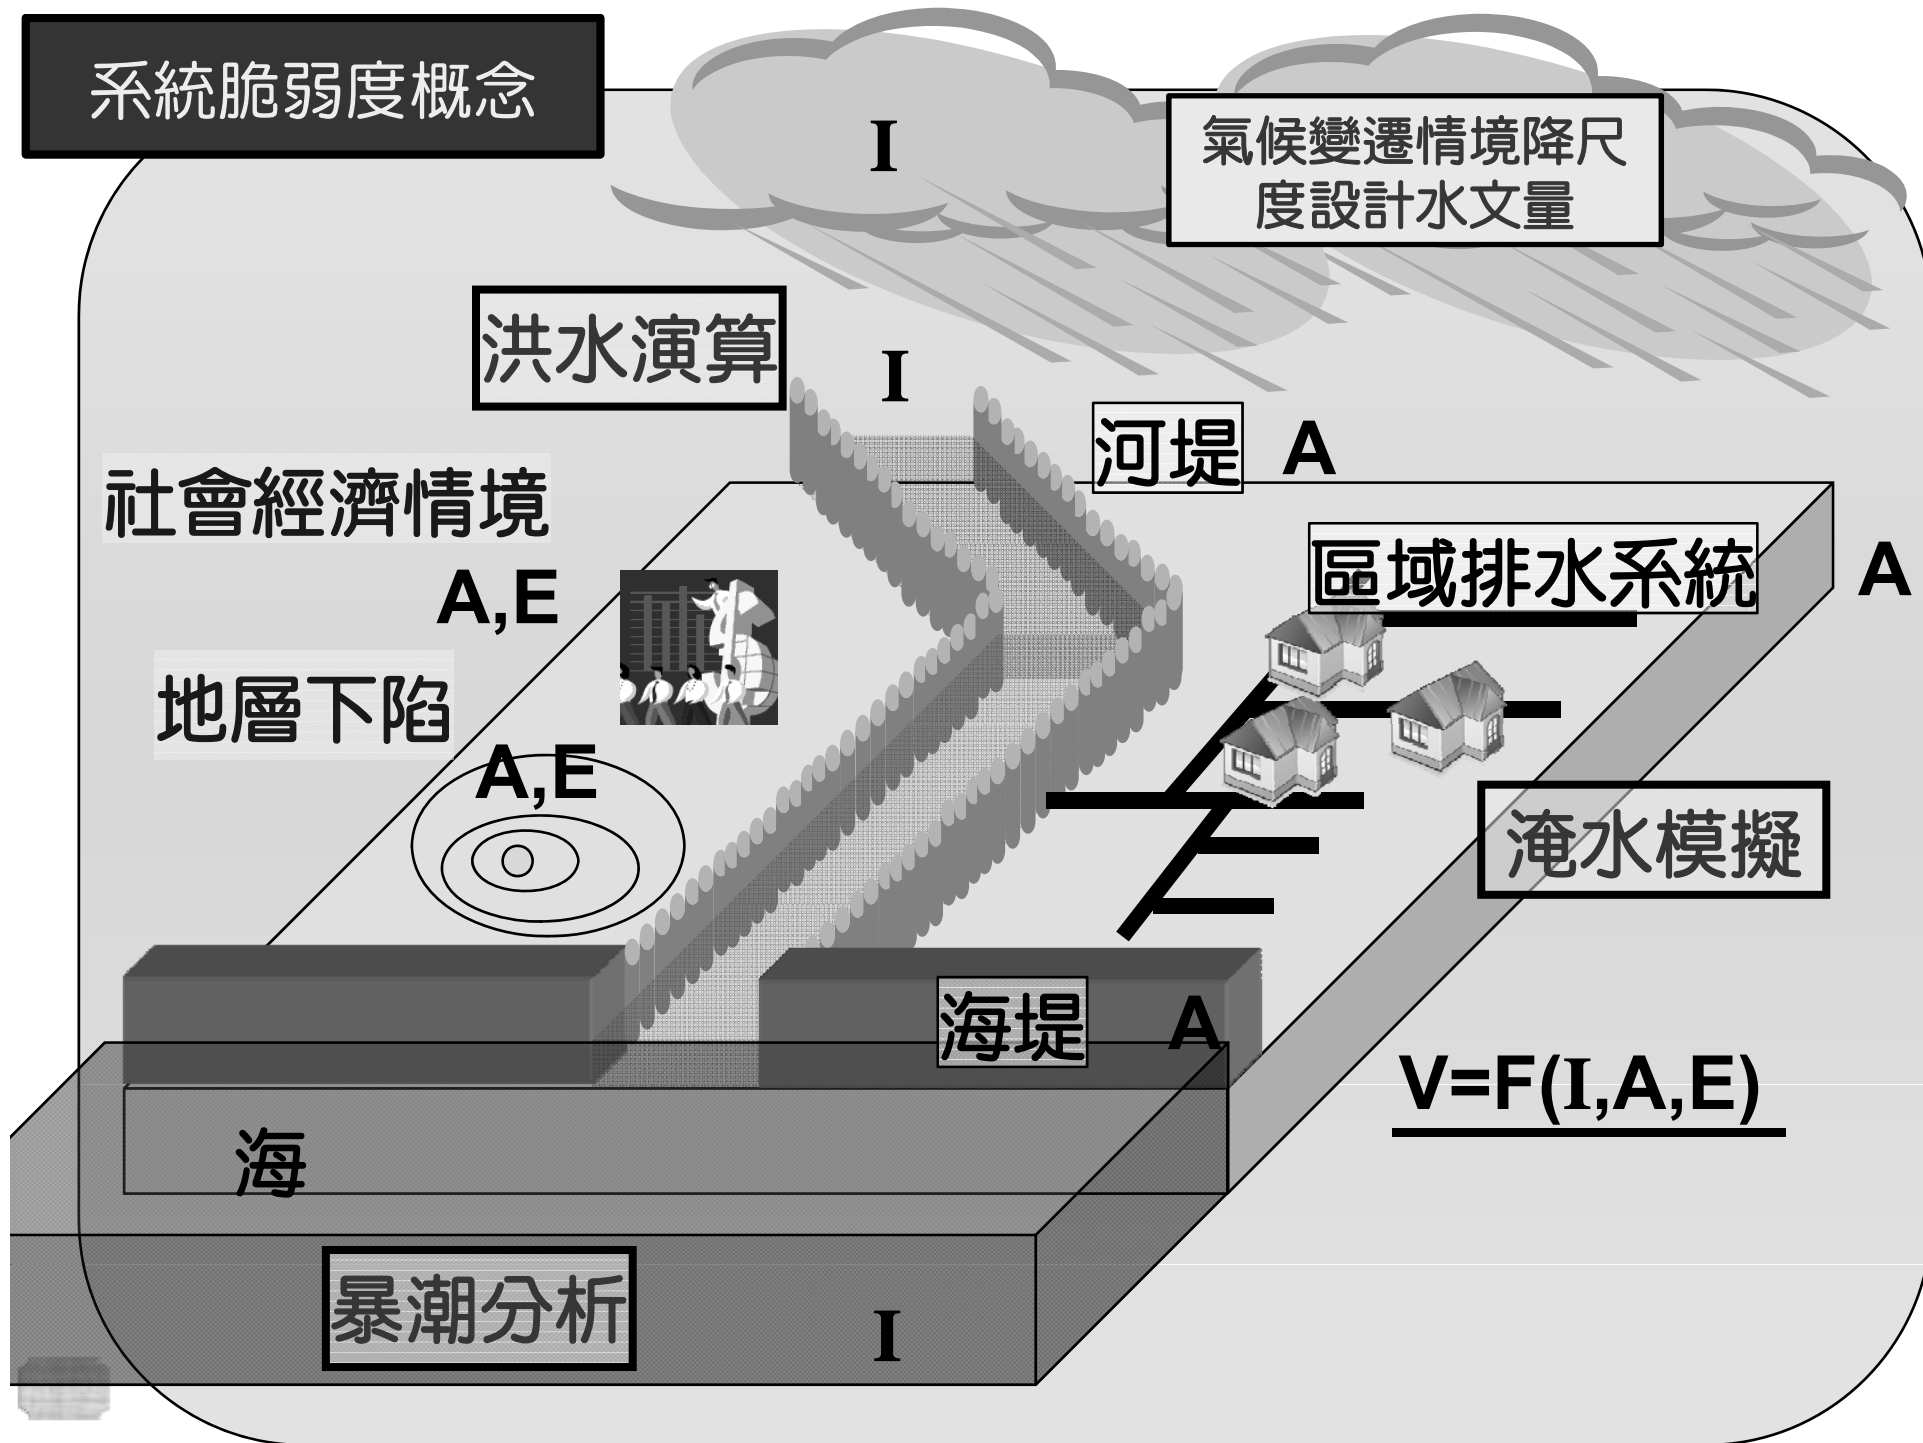 系統脆弱度概念
I
氣候變遷情境降尺
度設計水文量
洪水演算
I
河堤 A
社會經濟情境
A,E
區域排水系統
A
地層下陷
A,E
淹水模擬
海堤 A
V=F(I,A,E)
海
暴潮分析
I